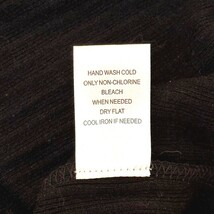 HAND WASH COLD
ONLY NON-CHLORINE
BLEACH
WHEN NEEDED
DRY FLAT
COOL IRON IF NEEDED